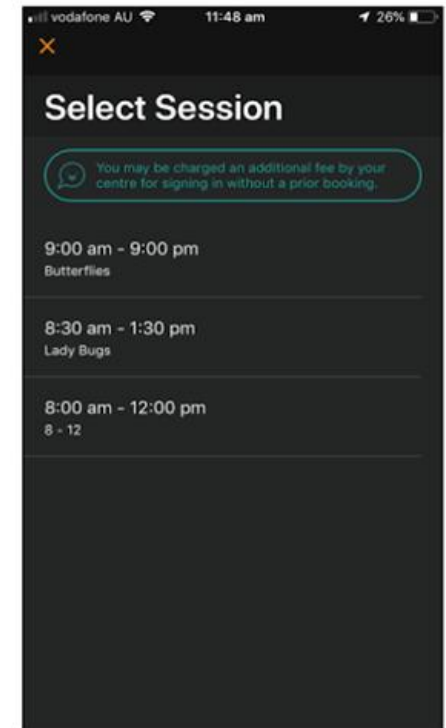 vodafone AU 11:48 am 26%
Select Session
You may be charged an additional fee by your
centre for signing in without a prior booking.
9:00 am - 9:00 pm
Butterflies
8:30 am - 1:30 pm
Lady Bugs
8:00 am - 12:00 pm
8 - 12